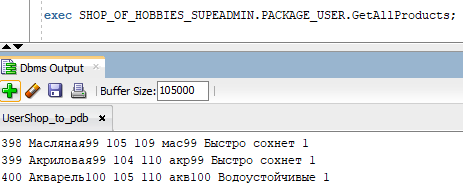 exec SHOP_OF_HOBBIES_SUPEADMIN.PACKAGE_USER.GetAllProducts;
Dbms Output ×
Buffer Size: 105000
UserShop_to_pdb ×
398 Масляная99 105 109 мас99 Быстро сохнет 1
399 Акриловая99 104 110 акр99 Быстро сохнет 1
400 Акварель100 105 110 акв100 Водоустойчивые 1